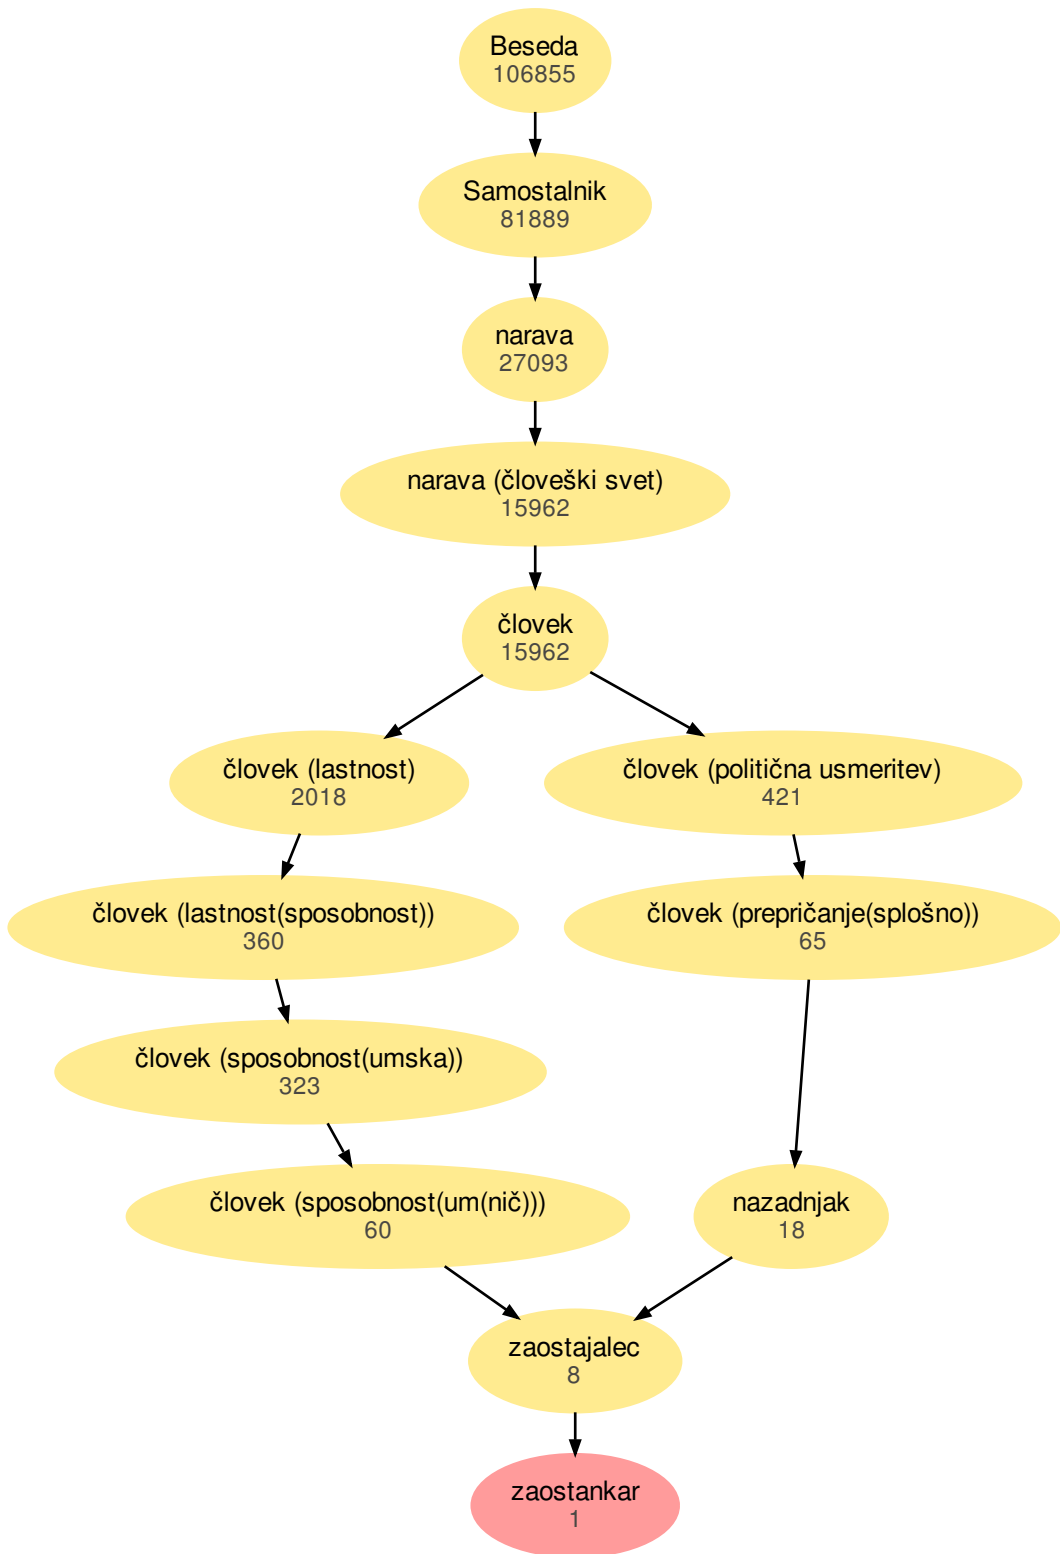 Beseda
106855
Samostalnik
81889
narava
27093
narava (človeški svet)
15962
človek
15962
človek (lastnost)
2018
človek (politična usmeritev)
421
človek (lastnost(sposobnost))
360
človek (prepričanje(splošno))
65
človek (sposobnost(umska))
323
človek (sposobnost(um(nič)))
60
nazadnjak
18
zaostajalec
8
zaostankar
1